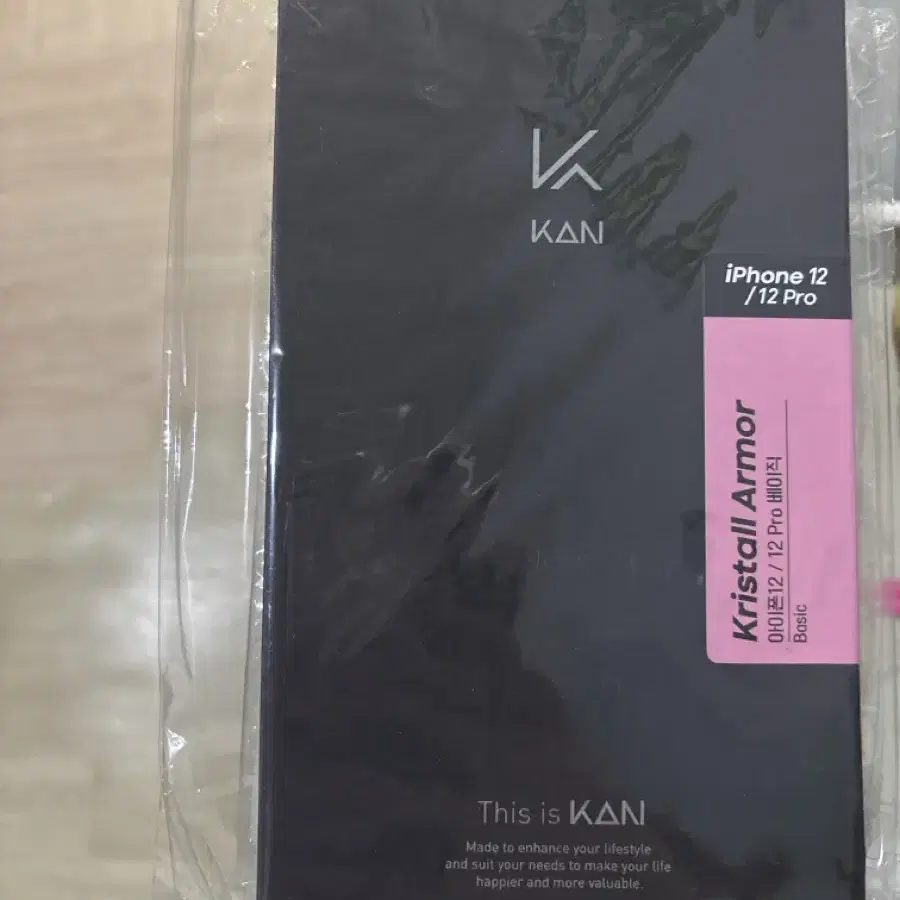 KAN
iPhone 12
/12 Pro
Kristall Armor
아이폰12 / 12 Pro 베이직
Basic
This is KAN
Made to enhance your lifestyle
and suit your needs to make your life
happier and more valuable.